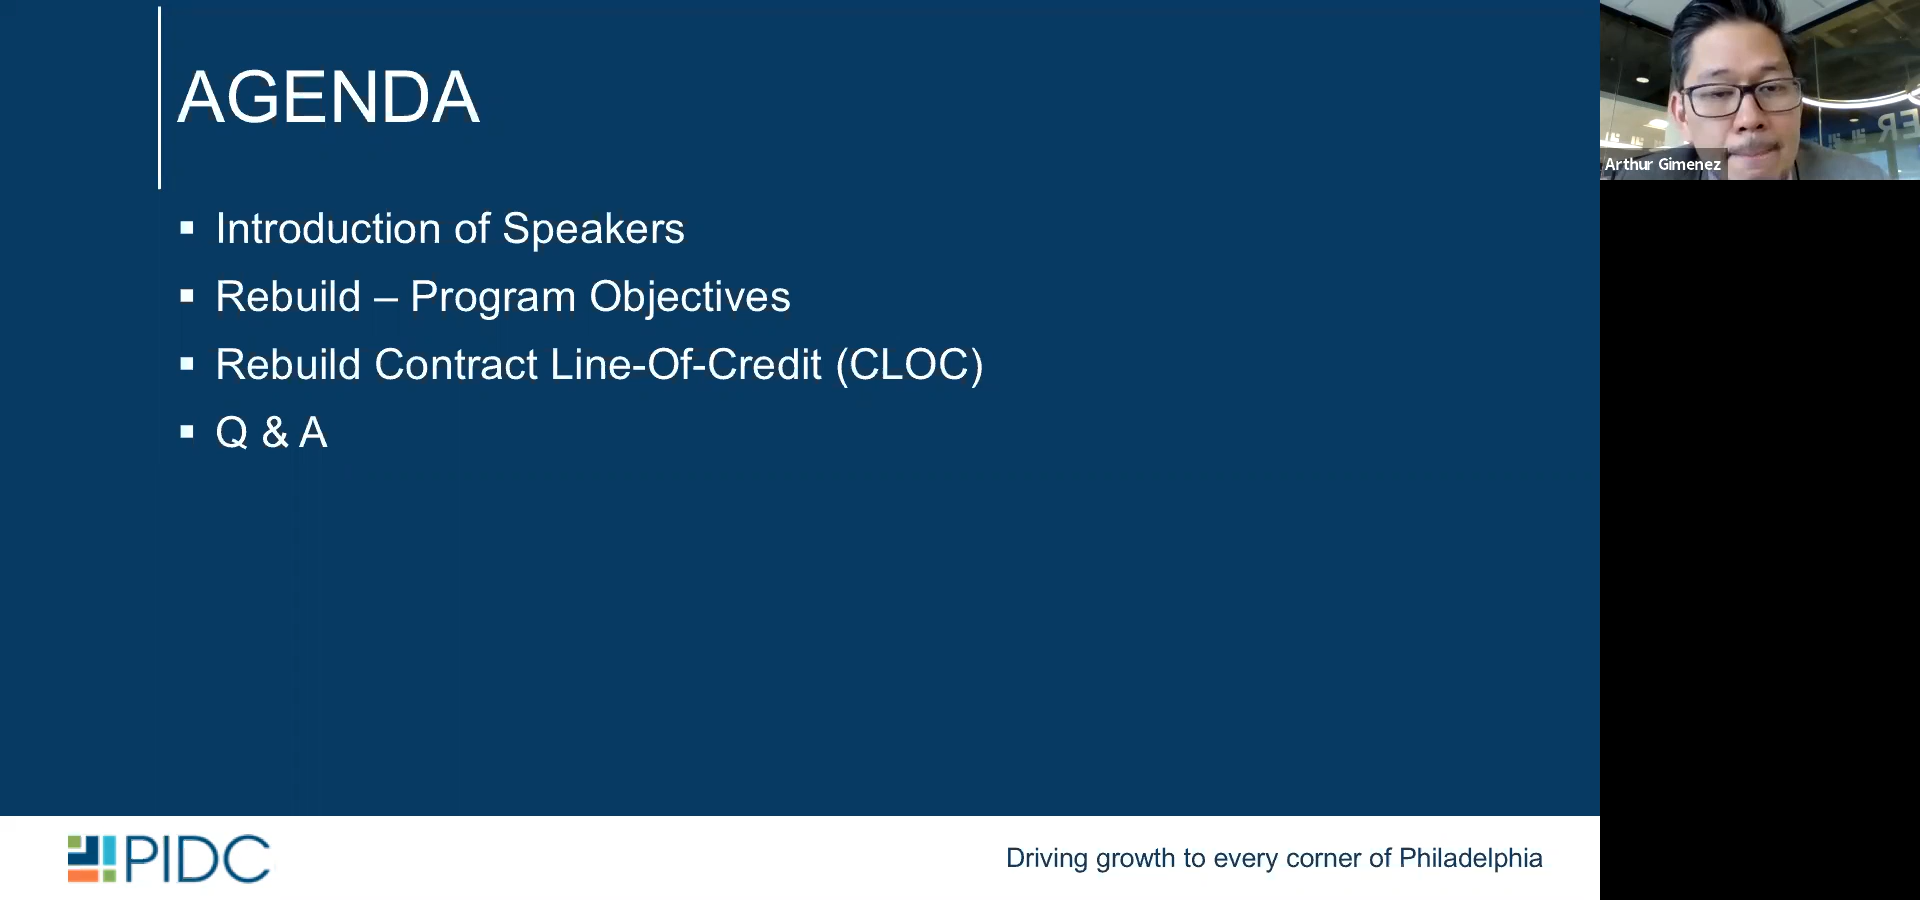 AGENDA
▪ Introduction of Speakers
▪ Rebuild – Program Objectives
▪ Rebuild Contract Line-Of-Credit (CLOC)
▪ Q & A
PIDC
Driving growth to every corner of Philadelphia
Arthur Gimenez